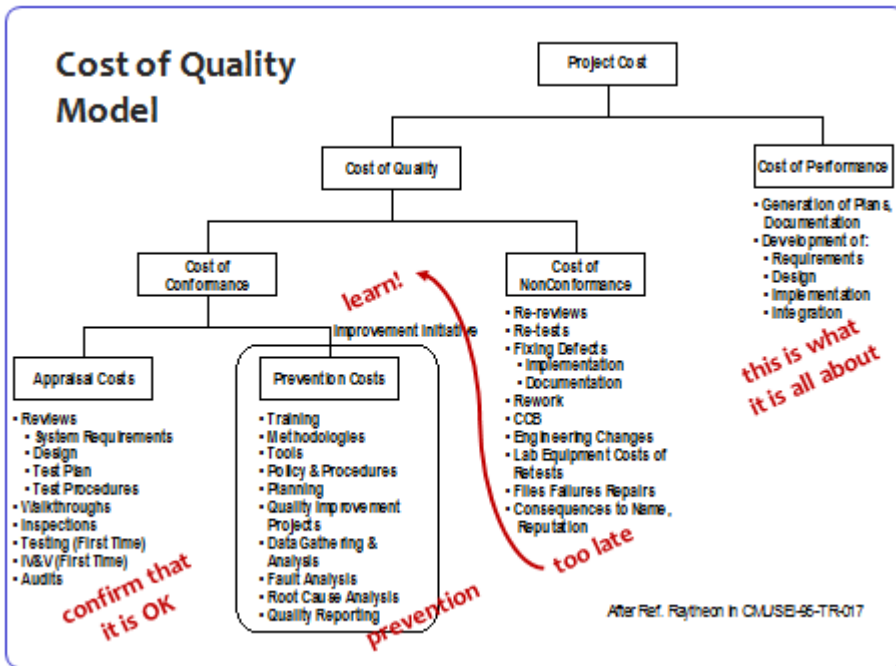 Cost of Quality
Model
Project Cost
Cost of Quality
Cost of Performance
▪ Generation of Plans,
Documentation
▪ Development of:
▪ Requirements
▪ Design
▪ Implementation
▪ Integration
this is what
it is all about
Cost of
Conformance
Cost of
NonConformance
learn!
▪ Re-reviews
▪ Re-tests
▪ Fixing Defects
▪ Implementation
▪ Documentation
▪ Rework
▪ CCB
▪ Engineering Changes
▪ Lab Equipment Costs of
Retests
▪ Files Failures Repairs
▪ Consequences to Name,
Reputation
too late
Improvement Initiative
Appraisal Costs
▪ Reviews
▪ System Requirements
▪ Design
▪ Test Plan
▪ Test Procedures
▪ Walkthroughs
▪ Inspections
▪ Testing (First Time)
▪ IV&V (First Time)
▪ Audits
confirm that
it is OK
Prevention Costs
▪ Training
▪ Methodologies
▪ Tools
▪ Policy & Procedures
▪ Planning
▪ Quality Improvement
Projects
▪ Data Gathering &
Analysis
▪ Fault Analysis
▪ Root Cause Analysis
▪ Quality Reporting
prevention
After Ref. Raytheon in CMU/SEI-95-TR-017